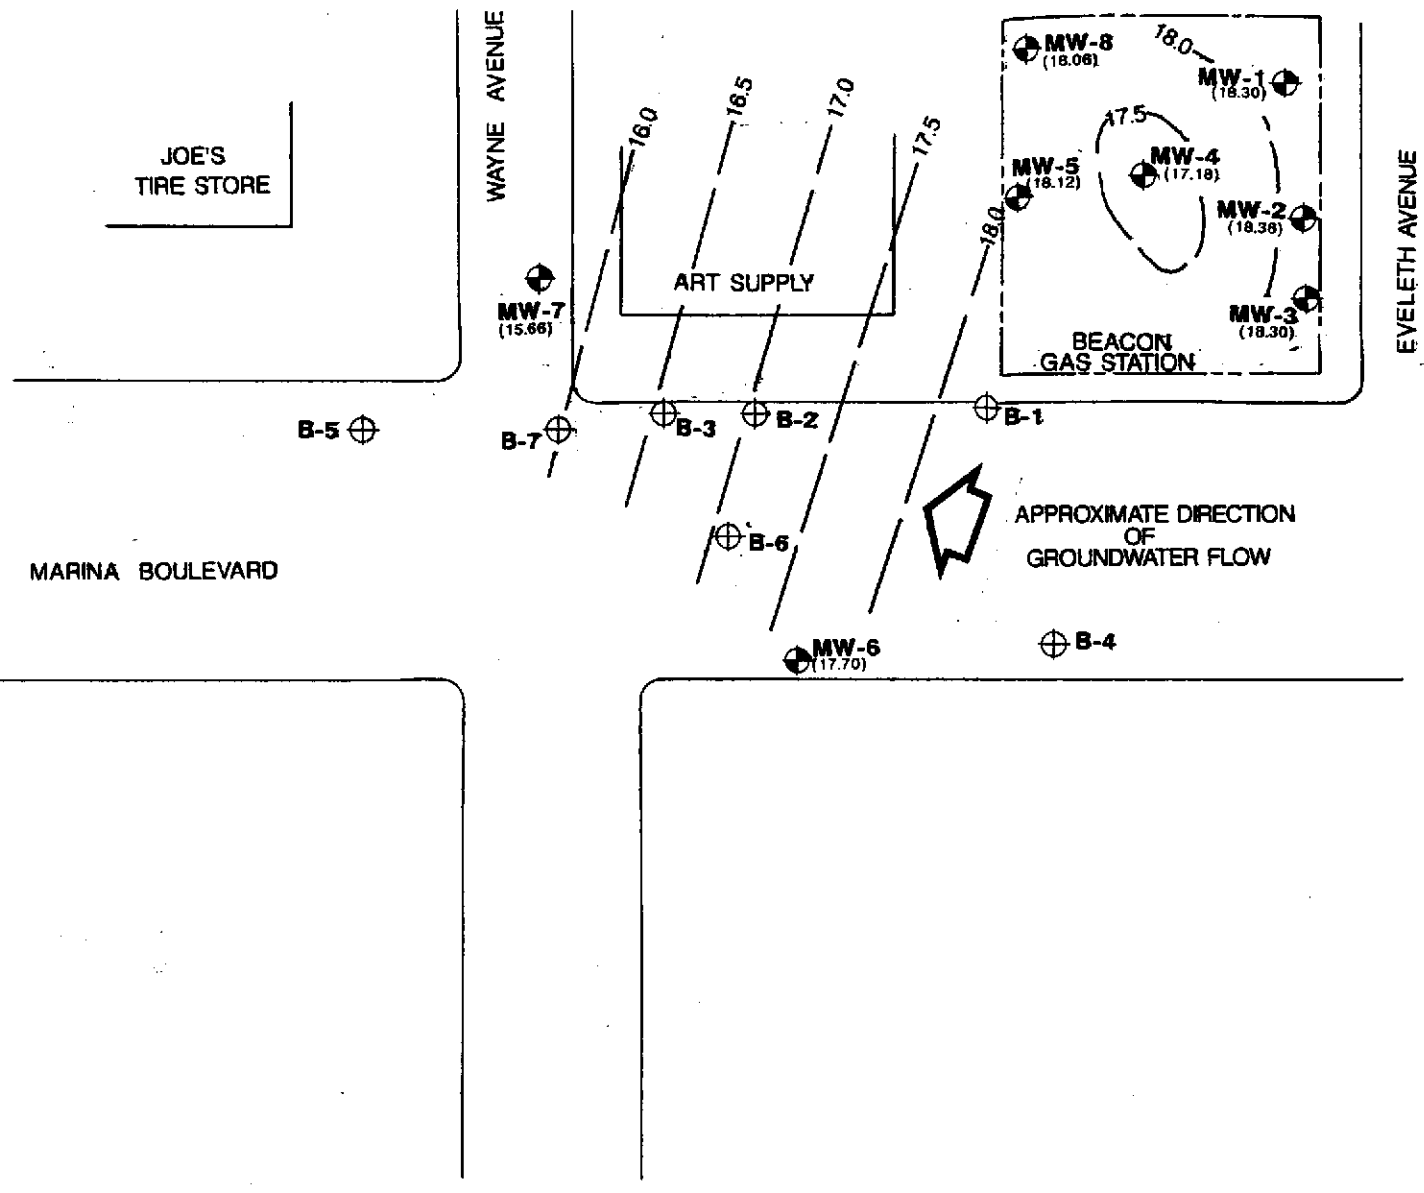 WAYNE AVENUE
16.0
16.5
17.0
17.5
18.0
MW-8
(18.06)
18.0
MW-1
(18.30)
17.5
MW-4
(17.18)
MW-5
(18.12)
MW-2
(18.36)
MW-3
(18.30)
BEACON
GAS STATION
EVELETH AVENUE
JOE'S
TIRE STORE
ART SUPPLY
MW-7
(15.66)
B-5
B-7
B-3
B-2
B-1
B-6
APPROXIMATE DIRECTION
OF
GROUNDWATER FLOW
MARINA BOULEVARD
MW-6
(17.70)
B-4